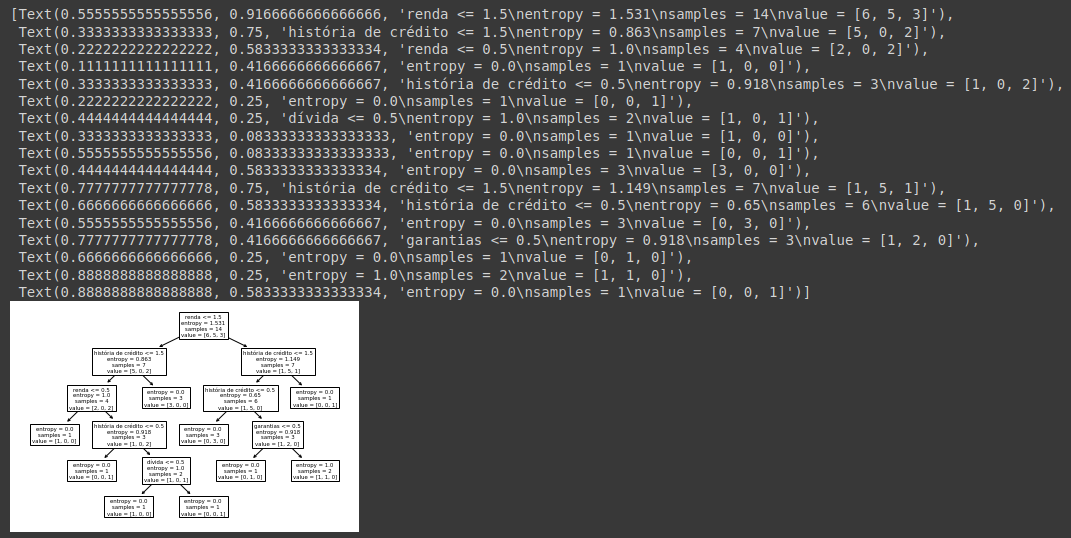 [Text(0.5555555555555556, 0.9166666666666666, 'renda <= 1.5\nentropy = 1.531\nsamples = 14\nvalue = [6, 5, 3]'),
Text(0.3333333333333333, 0.75, 'história de crédito <= 1.5\nentropy = 0.863\nsamples = 7\nvalue = [5, 0, 2]'),
Text(0.2222222222222222, 0.5833333333333334, 'renda <= 0.5\nentropy = 1.0\nsamples = 4\nvalue = [2, 0, 2]'),
Text(0.1111111111111111, 0.4166666666666667, 'entropy = 0.0\nsamples = 1\nvalue = [1, 0, 0]'),
Text(0.3333333333333333, 0.4166666666666667, 'história de crédito <= 0.5\nentropy = 0.918\nsamples = 3\nvalue = [1, 0, 2]'),
Text(0.2222222222222222, 0.25, 'entropy = 0.0\nsamples = 1\nvalue = [0, 0, 1]'),
Text(0.4444444444444444, 0.25, 'dívida <= 0.5\nentropy = 1.0\nsamples = 2\nvalue = [1, 0, 1]'),
Text(0.3333333333333333, 0.08333333333333333, 'entropy = 0.0\nsamples = 1\nvalue = [1, 0, 0]'),
Text(0.5555555555555556, 0.08333333333333333, 'entropy = 0.0\nsamples = 1\nvalue = [0, 0, 1]'),
Text(0.4444444444444444, 0.5833333333333334, 'entropy = 0.0\nsamples = 3\nvalue = [3, 0, 0]'),
Text(0.7777777777777778, 0.75, 'história de crédito <= 1.5\nentropy = 1.149\nsamples = 7\nvalue = [1, 5, 1]'),
Text(0.6666666666666666, 0.5833333333333334, 'história de crédito <= 0.5\nentropy = 0.65\nsamples = 6\nvalue = [1, 5, 0]'),
Text(0.5555555555555556, 0.4166666666666667, 'entropy = 0.0\nsamples = 3\nvalue = [0, 3, 0]'),
Text(0.7777777777777778, 0.4166666666666667, 'garantias <= 0.5\nentropy = 0.918\nsamples = 3\nvalue = [1, 2, 0]'),
Text(0.6666666666666666, 0.25, 'entropy = 0.0\nsamples = 1\nvalue = [0, 1, 0]'),
Text(0.8888888888888888, 0.25, 'entropy = 1.0\nsamples = 2\nvalue = [1, 1, 0]'),
Text(0.8888888888888888, 0.5833333333333334, 'entropy = 0.0\nsamples = 1\nvalue = [0, 0, 1]')]
renda <= 1.5
entropy = 1.531
samples = 14
value = [6, 5, 3]
história de crédito <= 1.5
entropy = 0.863
samples = 7
value = [5, 0, 2]
história de crédito <= 1.5
entropy = 1.149
samples = 7
value = [1, 5, 1]
renda <= 0.5
entropy = 1.0
samples = 4
value = [2, 0, 2]
entropy = 0.0
samples = 3
value = [3, 0, 0]
história de crédito <= 0.5
entropy = 0.65
samples = 6
value = [1, 5, 0]
entropy = 0.0
samples = 1
value = [0, 0, 1]
entropy = 0.0
samples = 1
value = [1, 0, 0]
história de crédito <= 0.5
entropy = 0.918
samples = 3
value = [1, 0, 2]
entropy = 0.0
samples = 3
value = [0, 3, 0]
garantias <= 0.5
entropy = 0.918
samples = 3
value = [1, 2, 0]
entropy = 0.0
samples = 1
value = [0, 0, 1]
dívida <= 0.5
entropy = 1.0
samples = 2
value = [1, 0, 1]
entropy = 0.0
samples = 1
value = [0, 1, 0]
entropy = 1.0
samples = 2
value = [1, 1, 0]
entropy = 0.0
samples = 1
value = [1, 0, 0]
entropy = 0.0
samples = 1
value = [0, 0, 1]